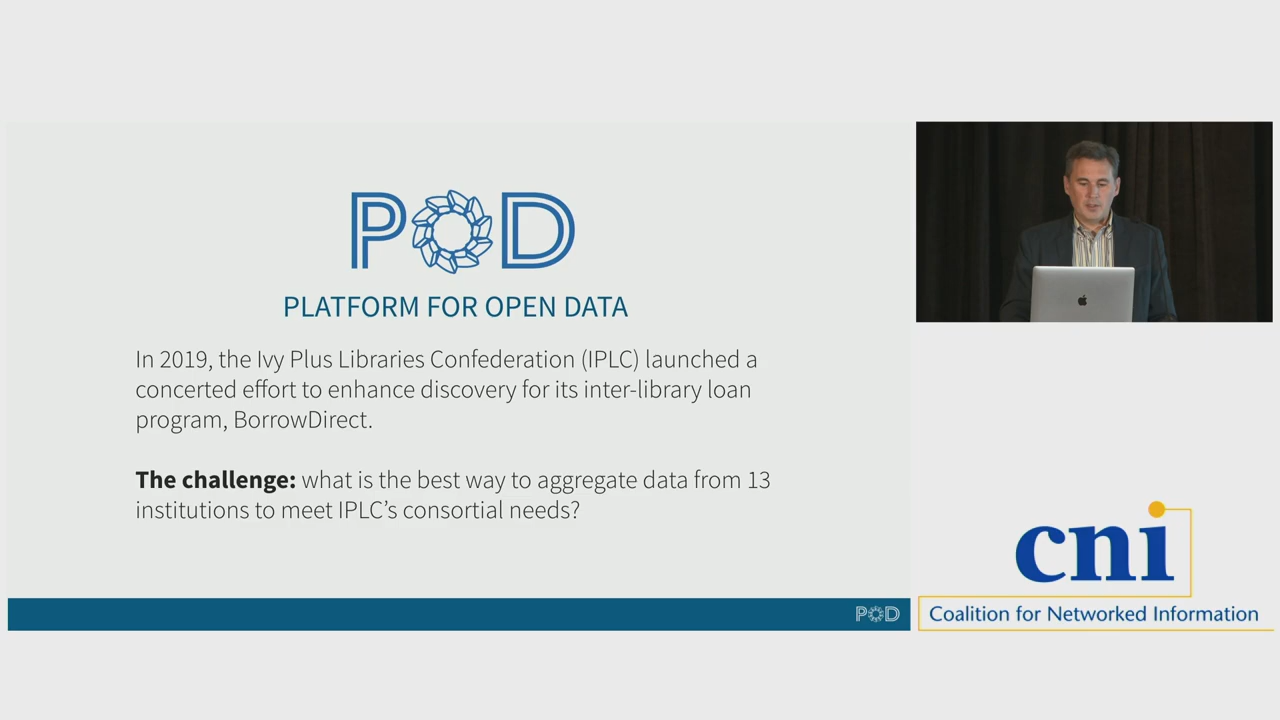 POD
PLATFORM FOR OPEN DATA
In 2019, the Ivy Plus Libraries Confederation (IPLC) launched a
concerted effort to enhance discovery for its inter-library loan
program, BorrowDirect.
The challenge: what is the best way to aggregate data from 13
institutions to meet IPLC’s consortial needs?
POD
cni
Coalition for Networked Information